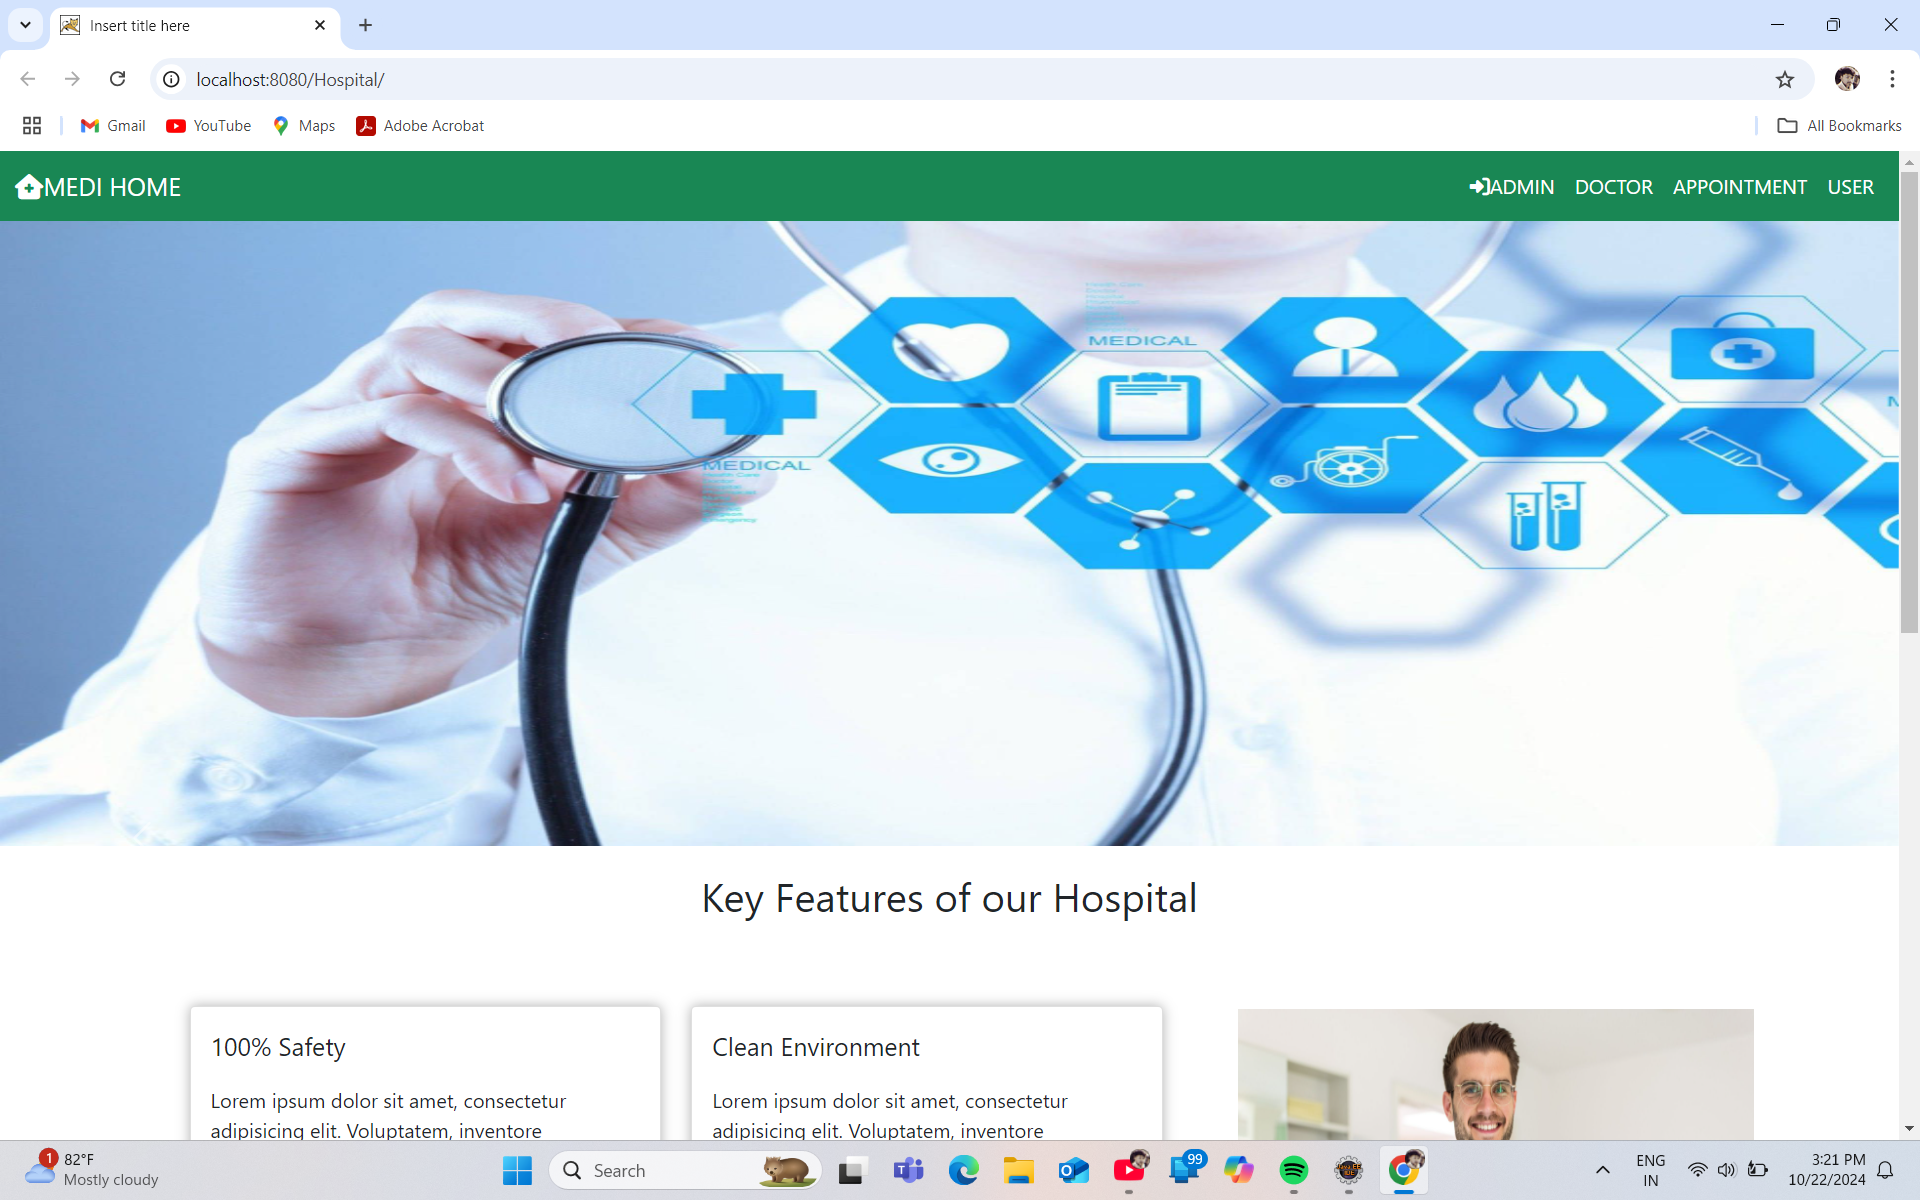 Insert title here
localhost:8080/Hospital/
Gmail YouTube Maps Adobe Acrobat All Bookmarks
MEDI HOME ADMIN DOCTOR APPOINTMENT USER
MEDICAL
MEDICAL
Health Care
Emergency
Key Features of our Hospital
100% Safety
Lorem ipsum dolor sit amet, consectetur
adipisicing elit. Voluptatem, inventore
Clean Environment
Lorem ipsum dolor sit amet, consectetur
adipisicing elit. Voluptatem, inventore
1
82°F
Mostly cloudy
Search
99
ENG
IN
3:21 PM
10/22/2024